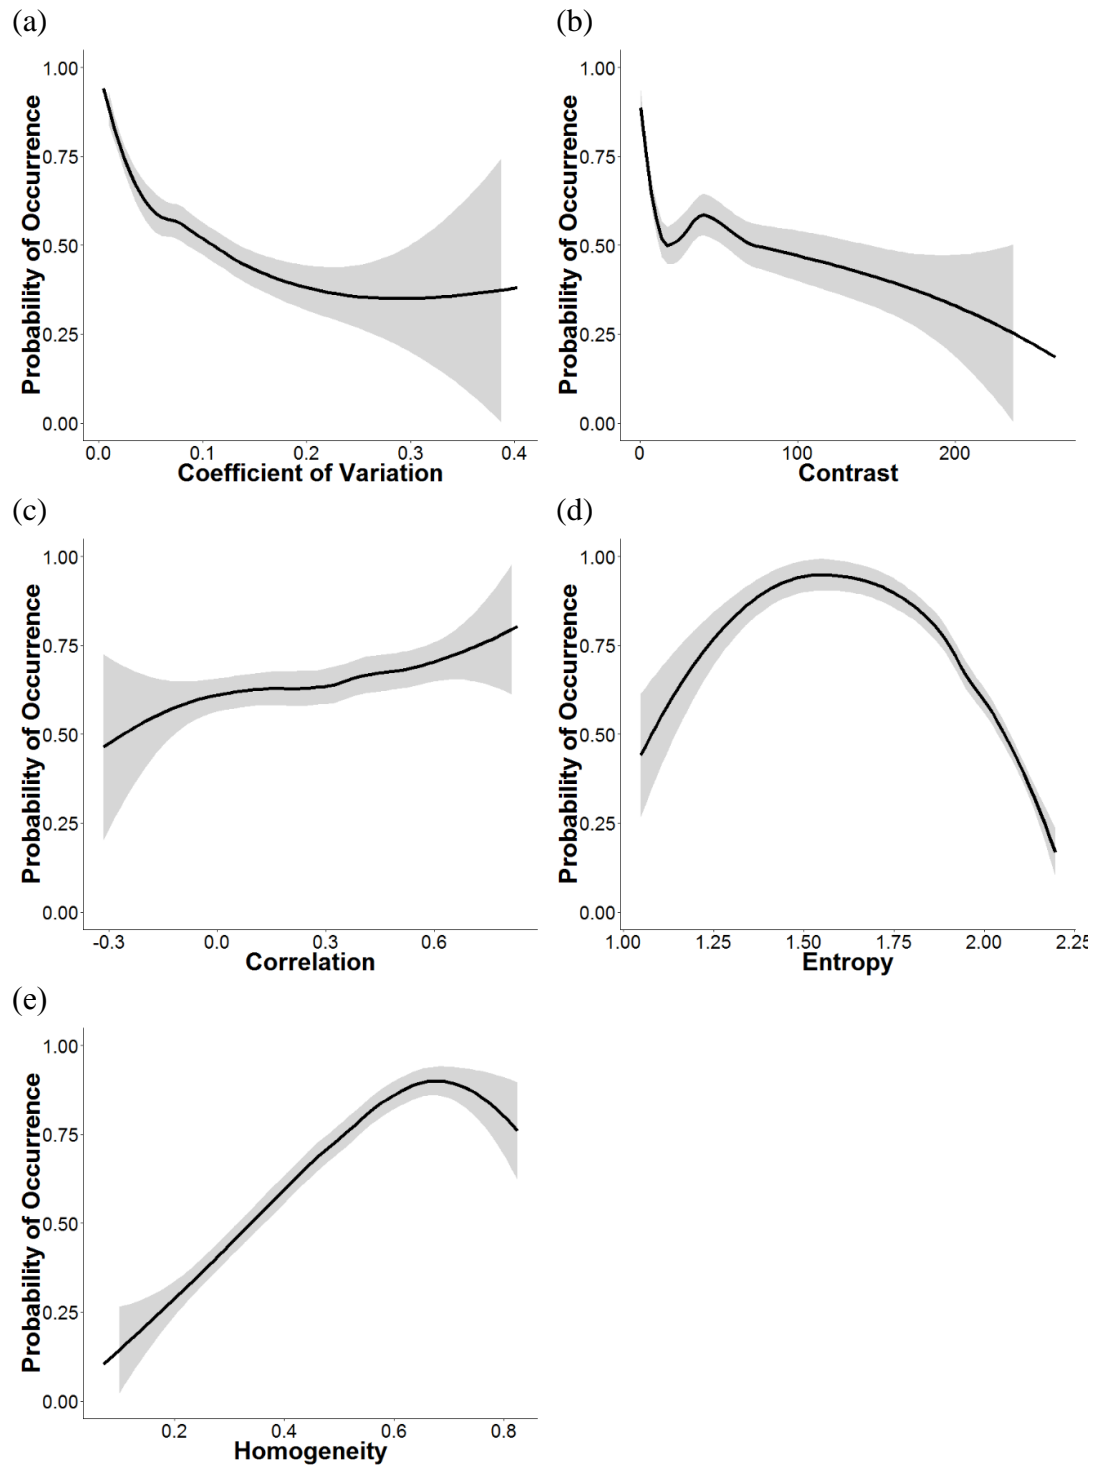 (a)
Probability of Occurrence
1.00
0.75
0.50
0.25
0.00
0.0 0.1 0.2 0.3 0.4
Coefficient of Variation
(b)
Probability of Occurrence
1.00
0.75
0.50
0.25
0.00
0 100 200
Contrast
(c)
Probability of Occurrence
1.00
0.75
0.50
0.25
0.00
-0.3 0.0 0.3 0.6
Correlation
(d)
Probability of Occurrence
1.00
0.75
0.50
0.25
0.00
1.00 1.25 1.50 1.75 2.00 2.25
Entropy
(e)
Probability of Occurrence
1.00
0.75
0.50
0.25
0.00
0.2 0.4 0.6 0.8
Homogeneity